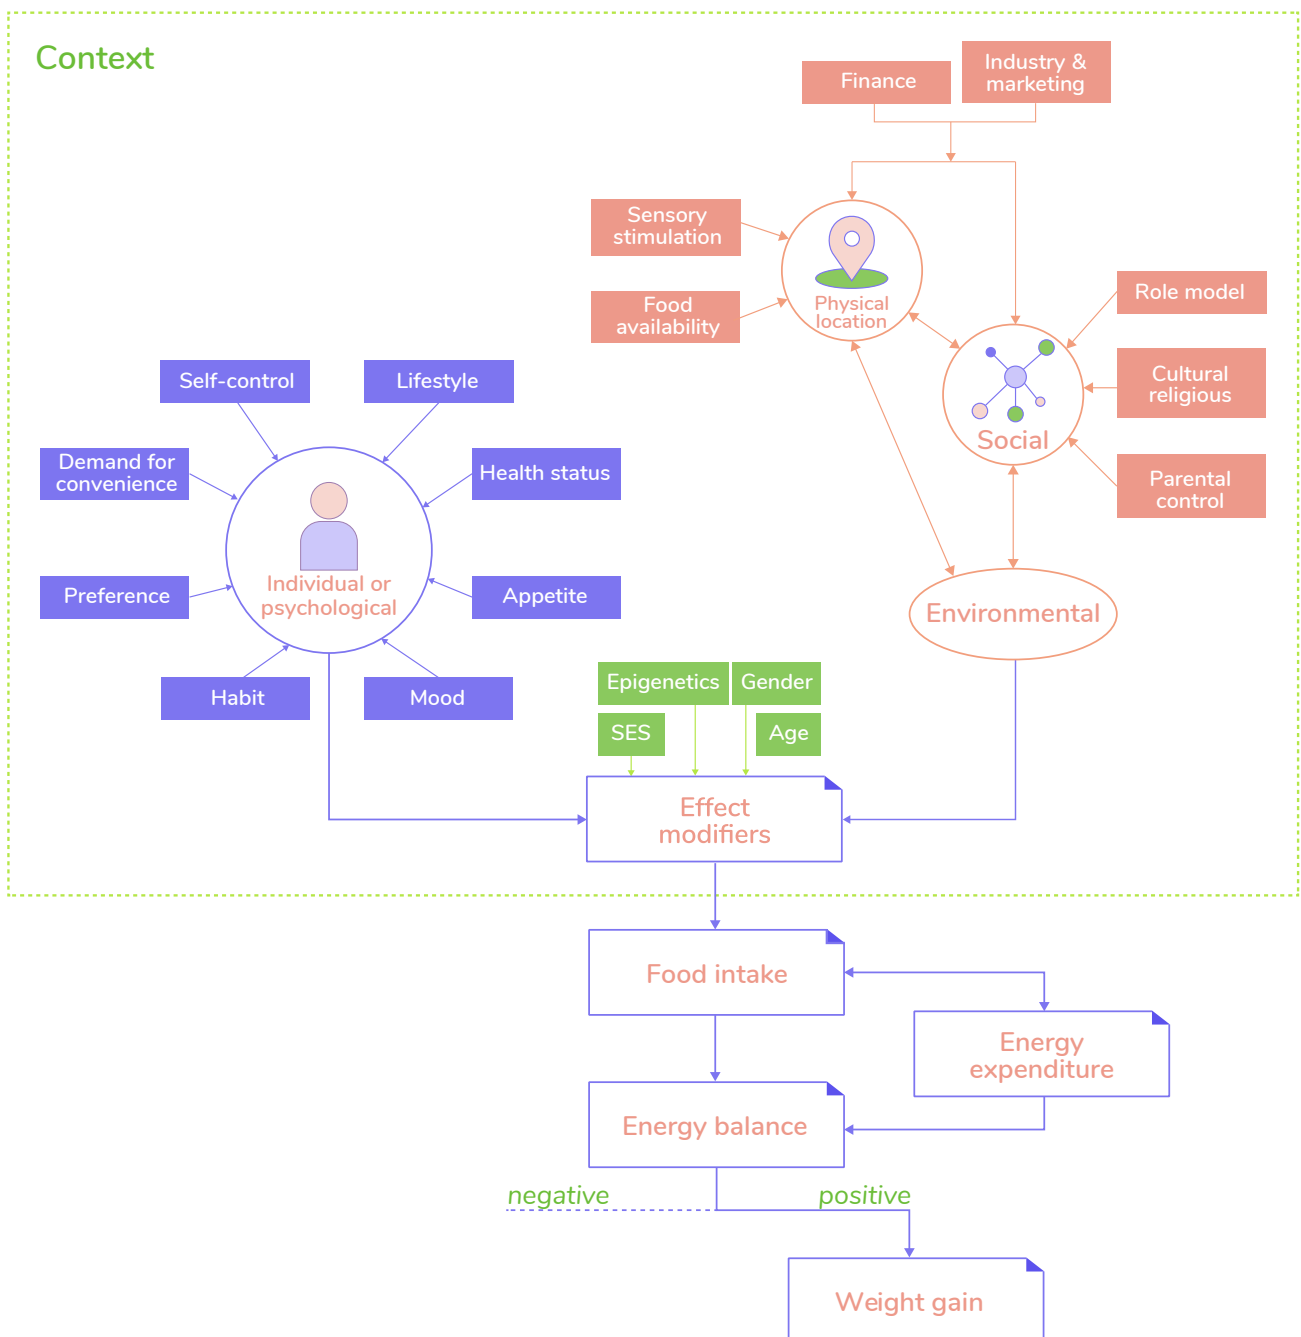 Context
Finance
Industry &
marketing
Sensory
stimulation
Food
availability
Physical
location
Role model
Cultural
religious
Parental
control
Social
Environmental
Self-control
Lifestyle
Demand for
convenience
Health status
Individual or
psychological
Preference
Appetite
Habit
Mood
Epigenetics
Gender
SES
Age
Effect
modifiers
Food intake
Energy
expenditure
Energy balance
negative
positive
Weight gain